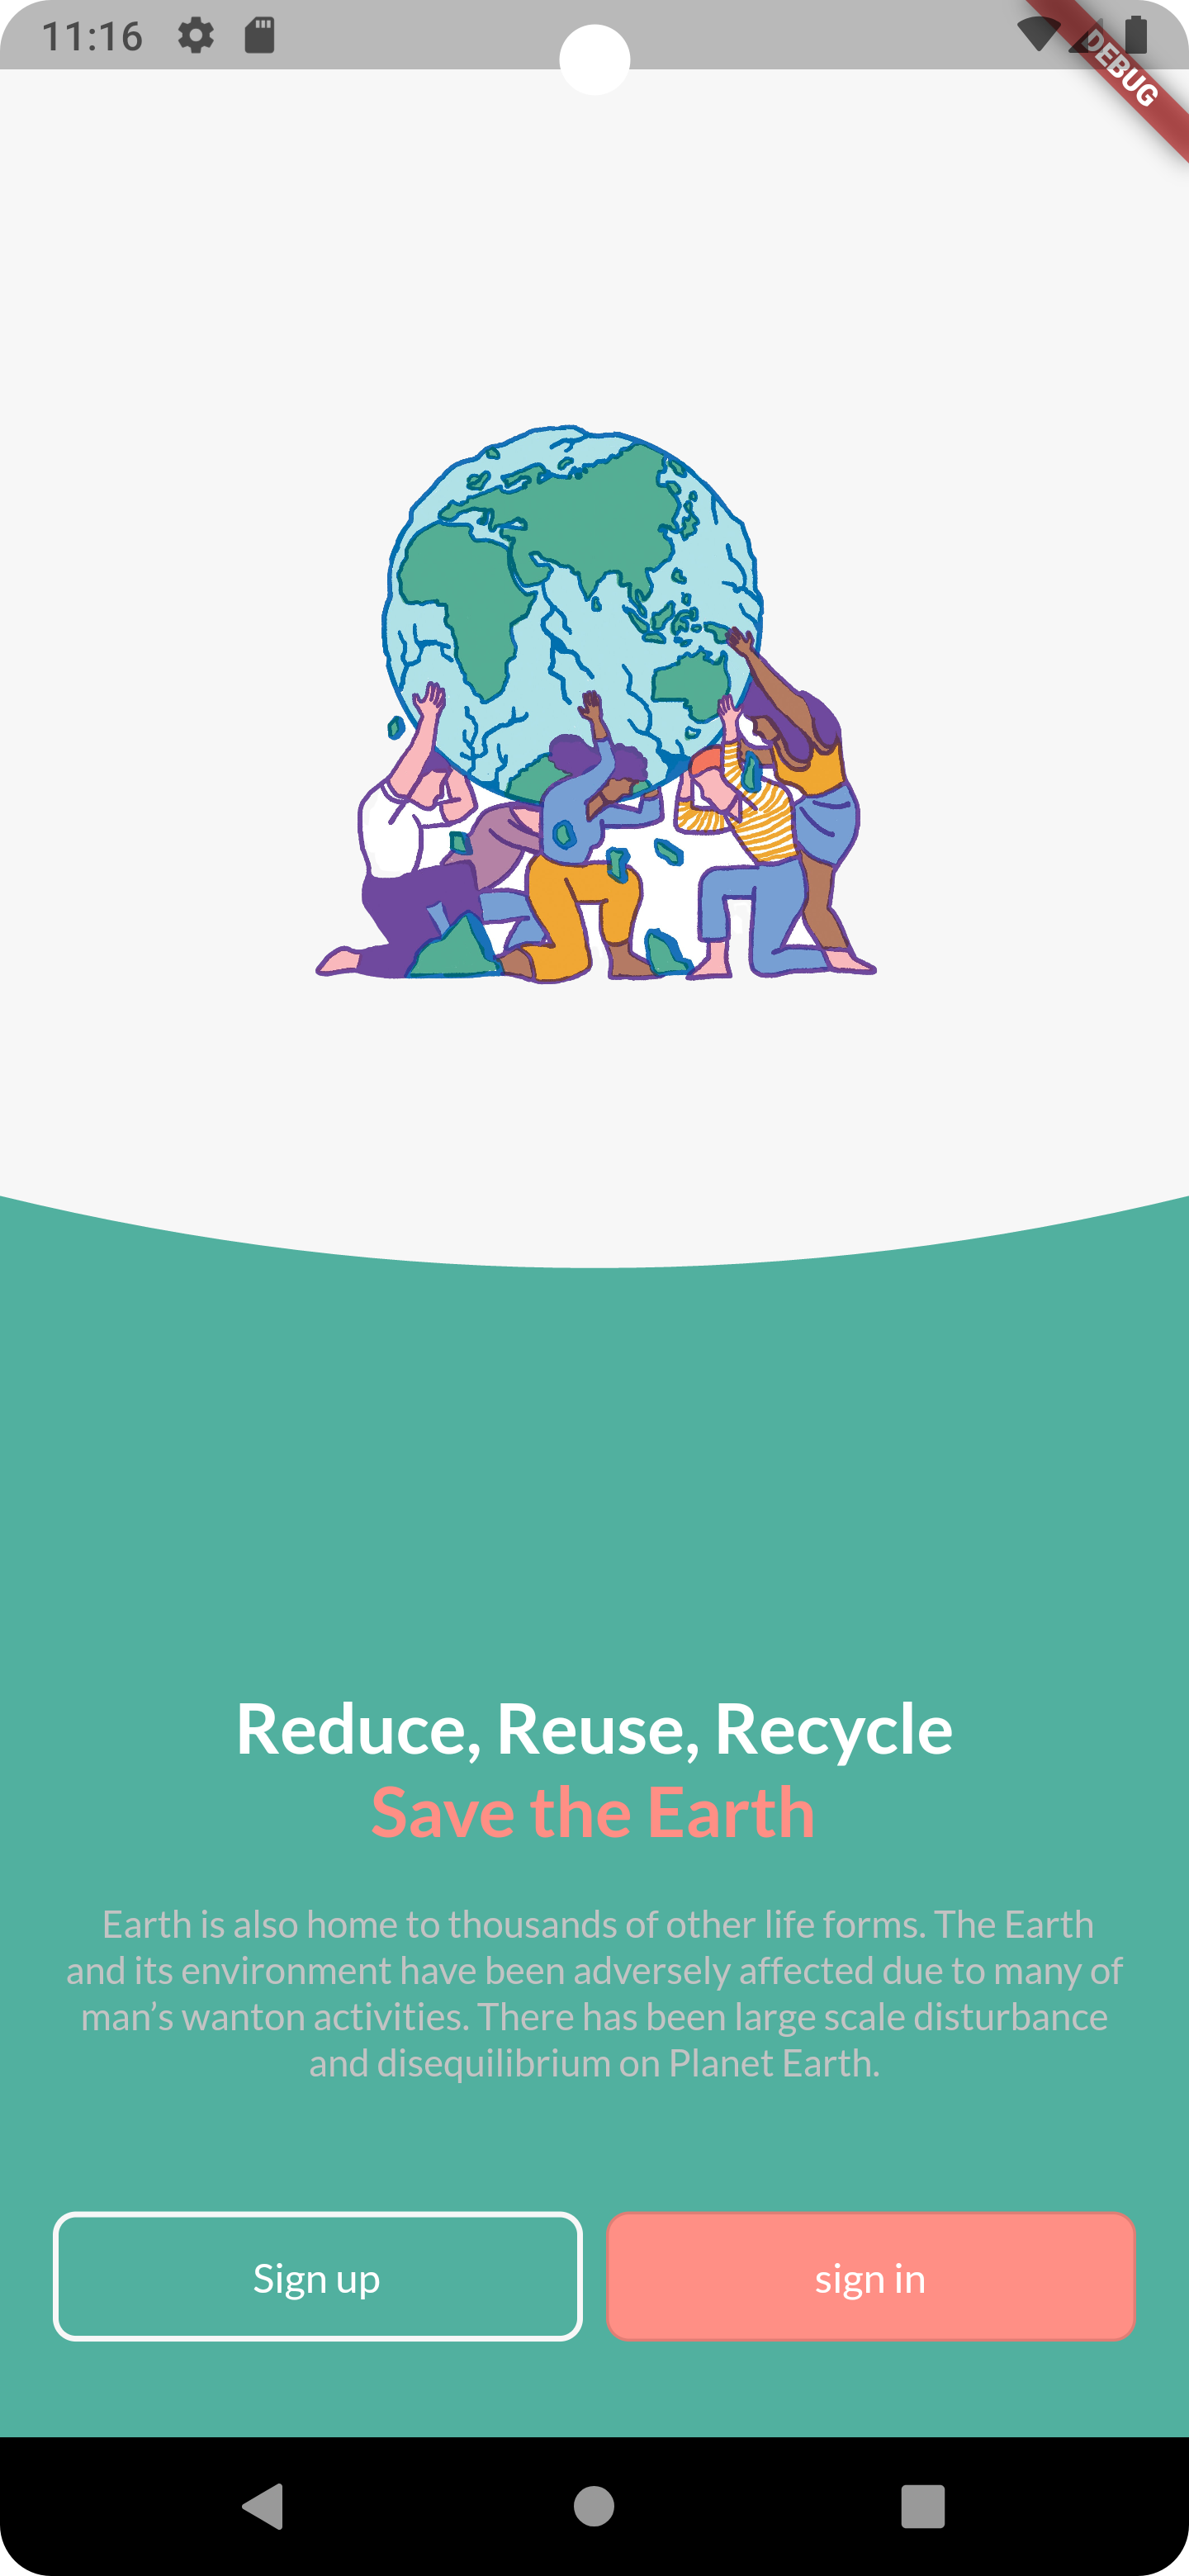 11:16
DEBUG
Reduce, Reuse, Recycle
Save the Earth
Earth is also home to thousands of other life forms. The Earth
and its environment have been adversely affected due to many of
man’s wanton activities. There has been large scale disturbance
and disequilibrium on Planet Earth.
Sign up
sign in